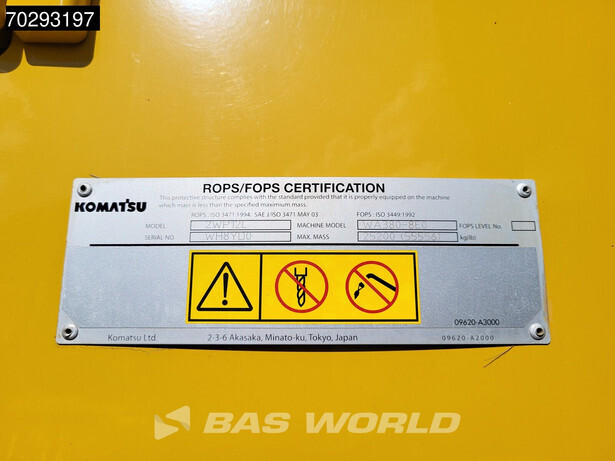 70293197
ROPS/FOPS CERTIFICATION
This protective structure complies with the standard provided that it is properly equipped on the machine
which mast is less than the specified maximum mass.
KOMATSU
ROPS : ISO 3471:1994. SAE J/ISO 3471 MAY 03 FOPS : ISO 3449:1992
MODEL MACHINE MODEL WA380-8E0 FOPS LEVEL No.
SERIAL NO MAX. MASS 25200 (55556) kg(lb)
09620-A3000
Komatsu Ltd. 2-3-6 Akasaka, Minato-ku, Tokyo, Japan 09620-A2000
BAS WORLD